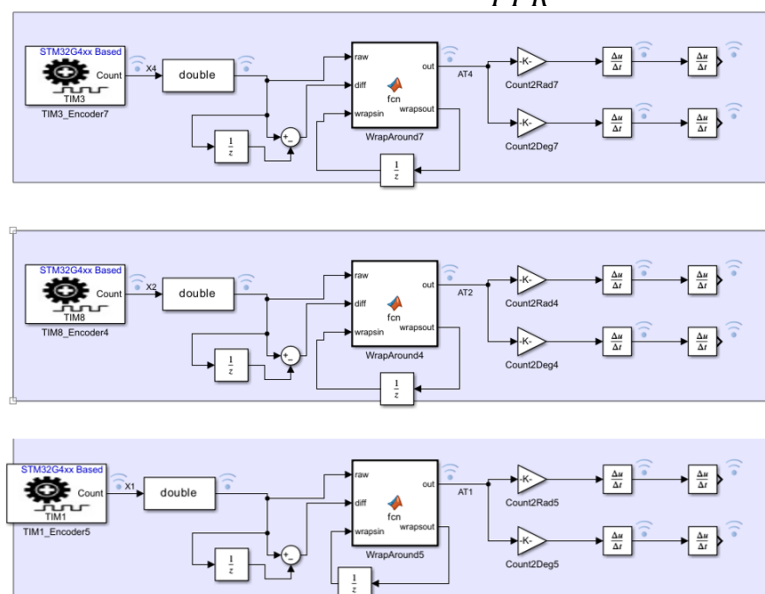 STM32G4xx Based
Count
TIM3
TIM3_Encoder7
X4
double
1
z
+
−
raw
diff
wrapsin
fcn
out
wrapsout
WrapAround7
1
z
AT4
-K-
Count2Rad7
-K-
Count2Deg7
Δu
Δt
Δu
Δt
Δu
Δt
Δu
Δt
STM32G4xx Based
Count
TIM8
TIM8_Encoder4
X2
double
1
z
+
−
raw
diff
wrapsin
fcn
out
wrapsout
WrapAround4
1
z
AT2
-K-
Count2Rad4
-K-
Count2Deg4
Δu
Δt
Δu
Δt
Δu
Δt
Δu
Δt
STM32G4xx Based
Count
TIM1
TIM1_Encoder5
X1
double
1
z
+
−
raw
diff
wrapsin
fcn
out
wrapsout
WrapAround5
1
z
AT1
-K-
Count2Rad5
-K-
Count2Deg5
Δu
Δt
Δu
Δt
Δu
Δt
Δu
Δt